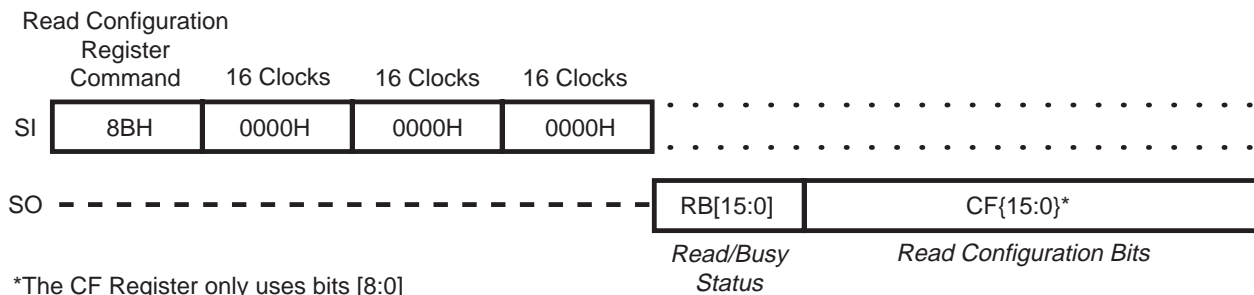 Read Configuration
Register
Command
16 Clocks 16 Clocks 16 Clocks
SI 8BH 0000H 0000H 0000H
SO RB[15:0] CF{15:0}*
Read/Busy
Status
Read Configuration Bits
*The CF Register only uses bits [8:0]